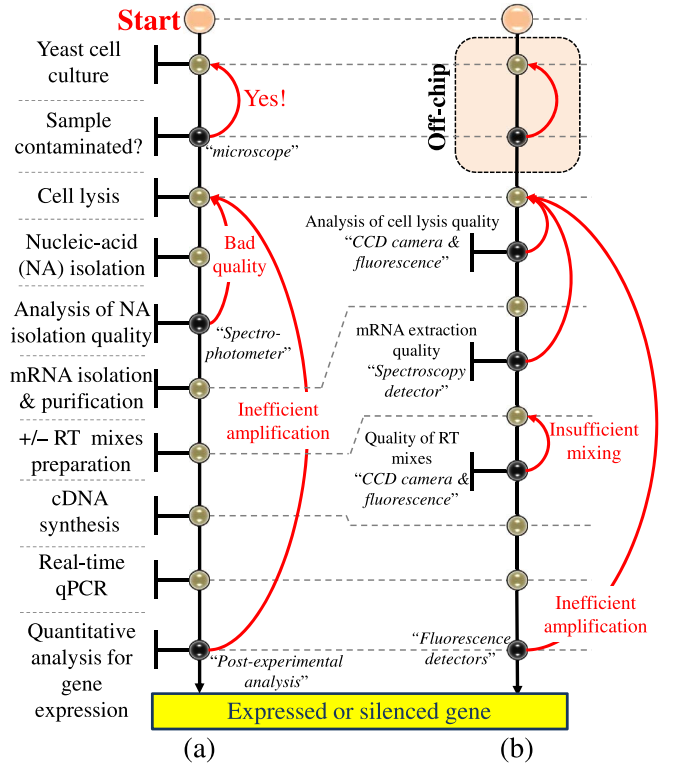 Start
Yeast cell
culture
Yes!
Off-chip
Sample
contaminated?
“microscope”
Cell lysis
Analysis of cell lysis quality
“CCD camera &
fluorescence”
Nucleic-acid
(NA) isolation
Bad
quality
Analysis of NA
isolation quality
“Spectro-
photometer”
mRNA extraction
quality
“Spectroscopy
detector”
mRNA isolation
& purification
Inefficient
amplification
+/– RT mixes
preparation
Quality of RT
mixes
“CCD camera &
fluorescence”
Insufficient
mixing
cDNA
synthesis
Real-time
qPCR
Inefficient
amplification
Quantitative
analysis for
gene
expression
“Post-experimental
analysis”
“Fluorescence
detectors”
Expressed or silenced gene
(a)
(b)